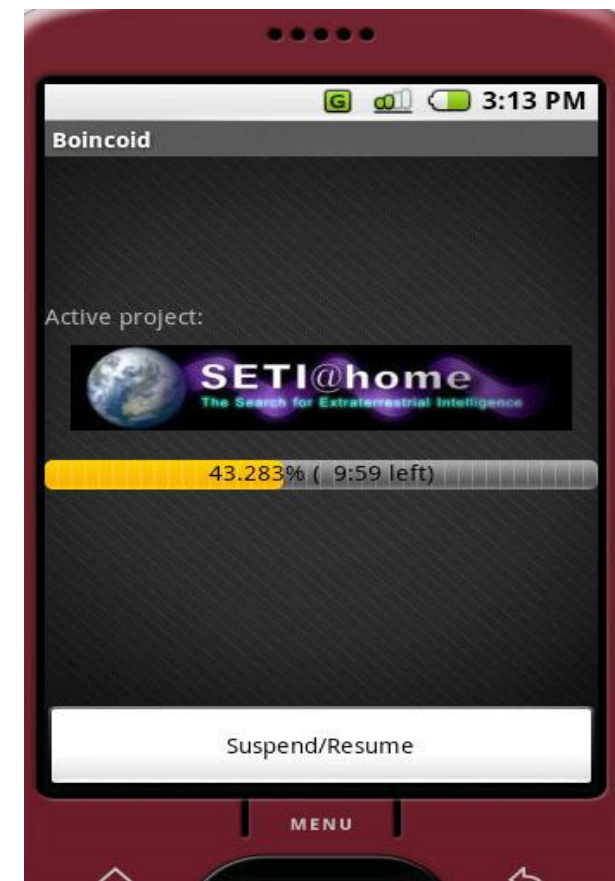 G 3:13 PM
Boincoid
Active project:
SETI@home
The Search for Extraterrestrial Intelligence
43.283% ( 9:59 left)
Suspend/Resume
MENU